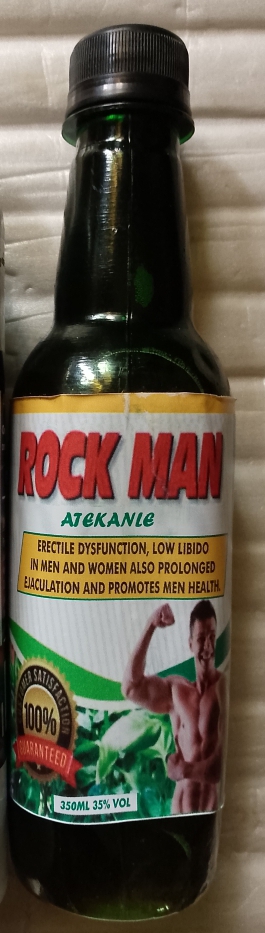 ROCK MAN
ATEKANLE
ERECTILE DYSFUNCTION, LOW LIBIDO
IN MEN AND WOMEN ALSO PROLONGED
EJACULATION AND PROMOTES MEN HEALTH.
SATISFACTION
100%
GUARANTEED
350ML 35% VOL